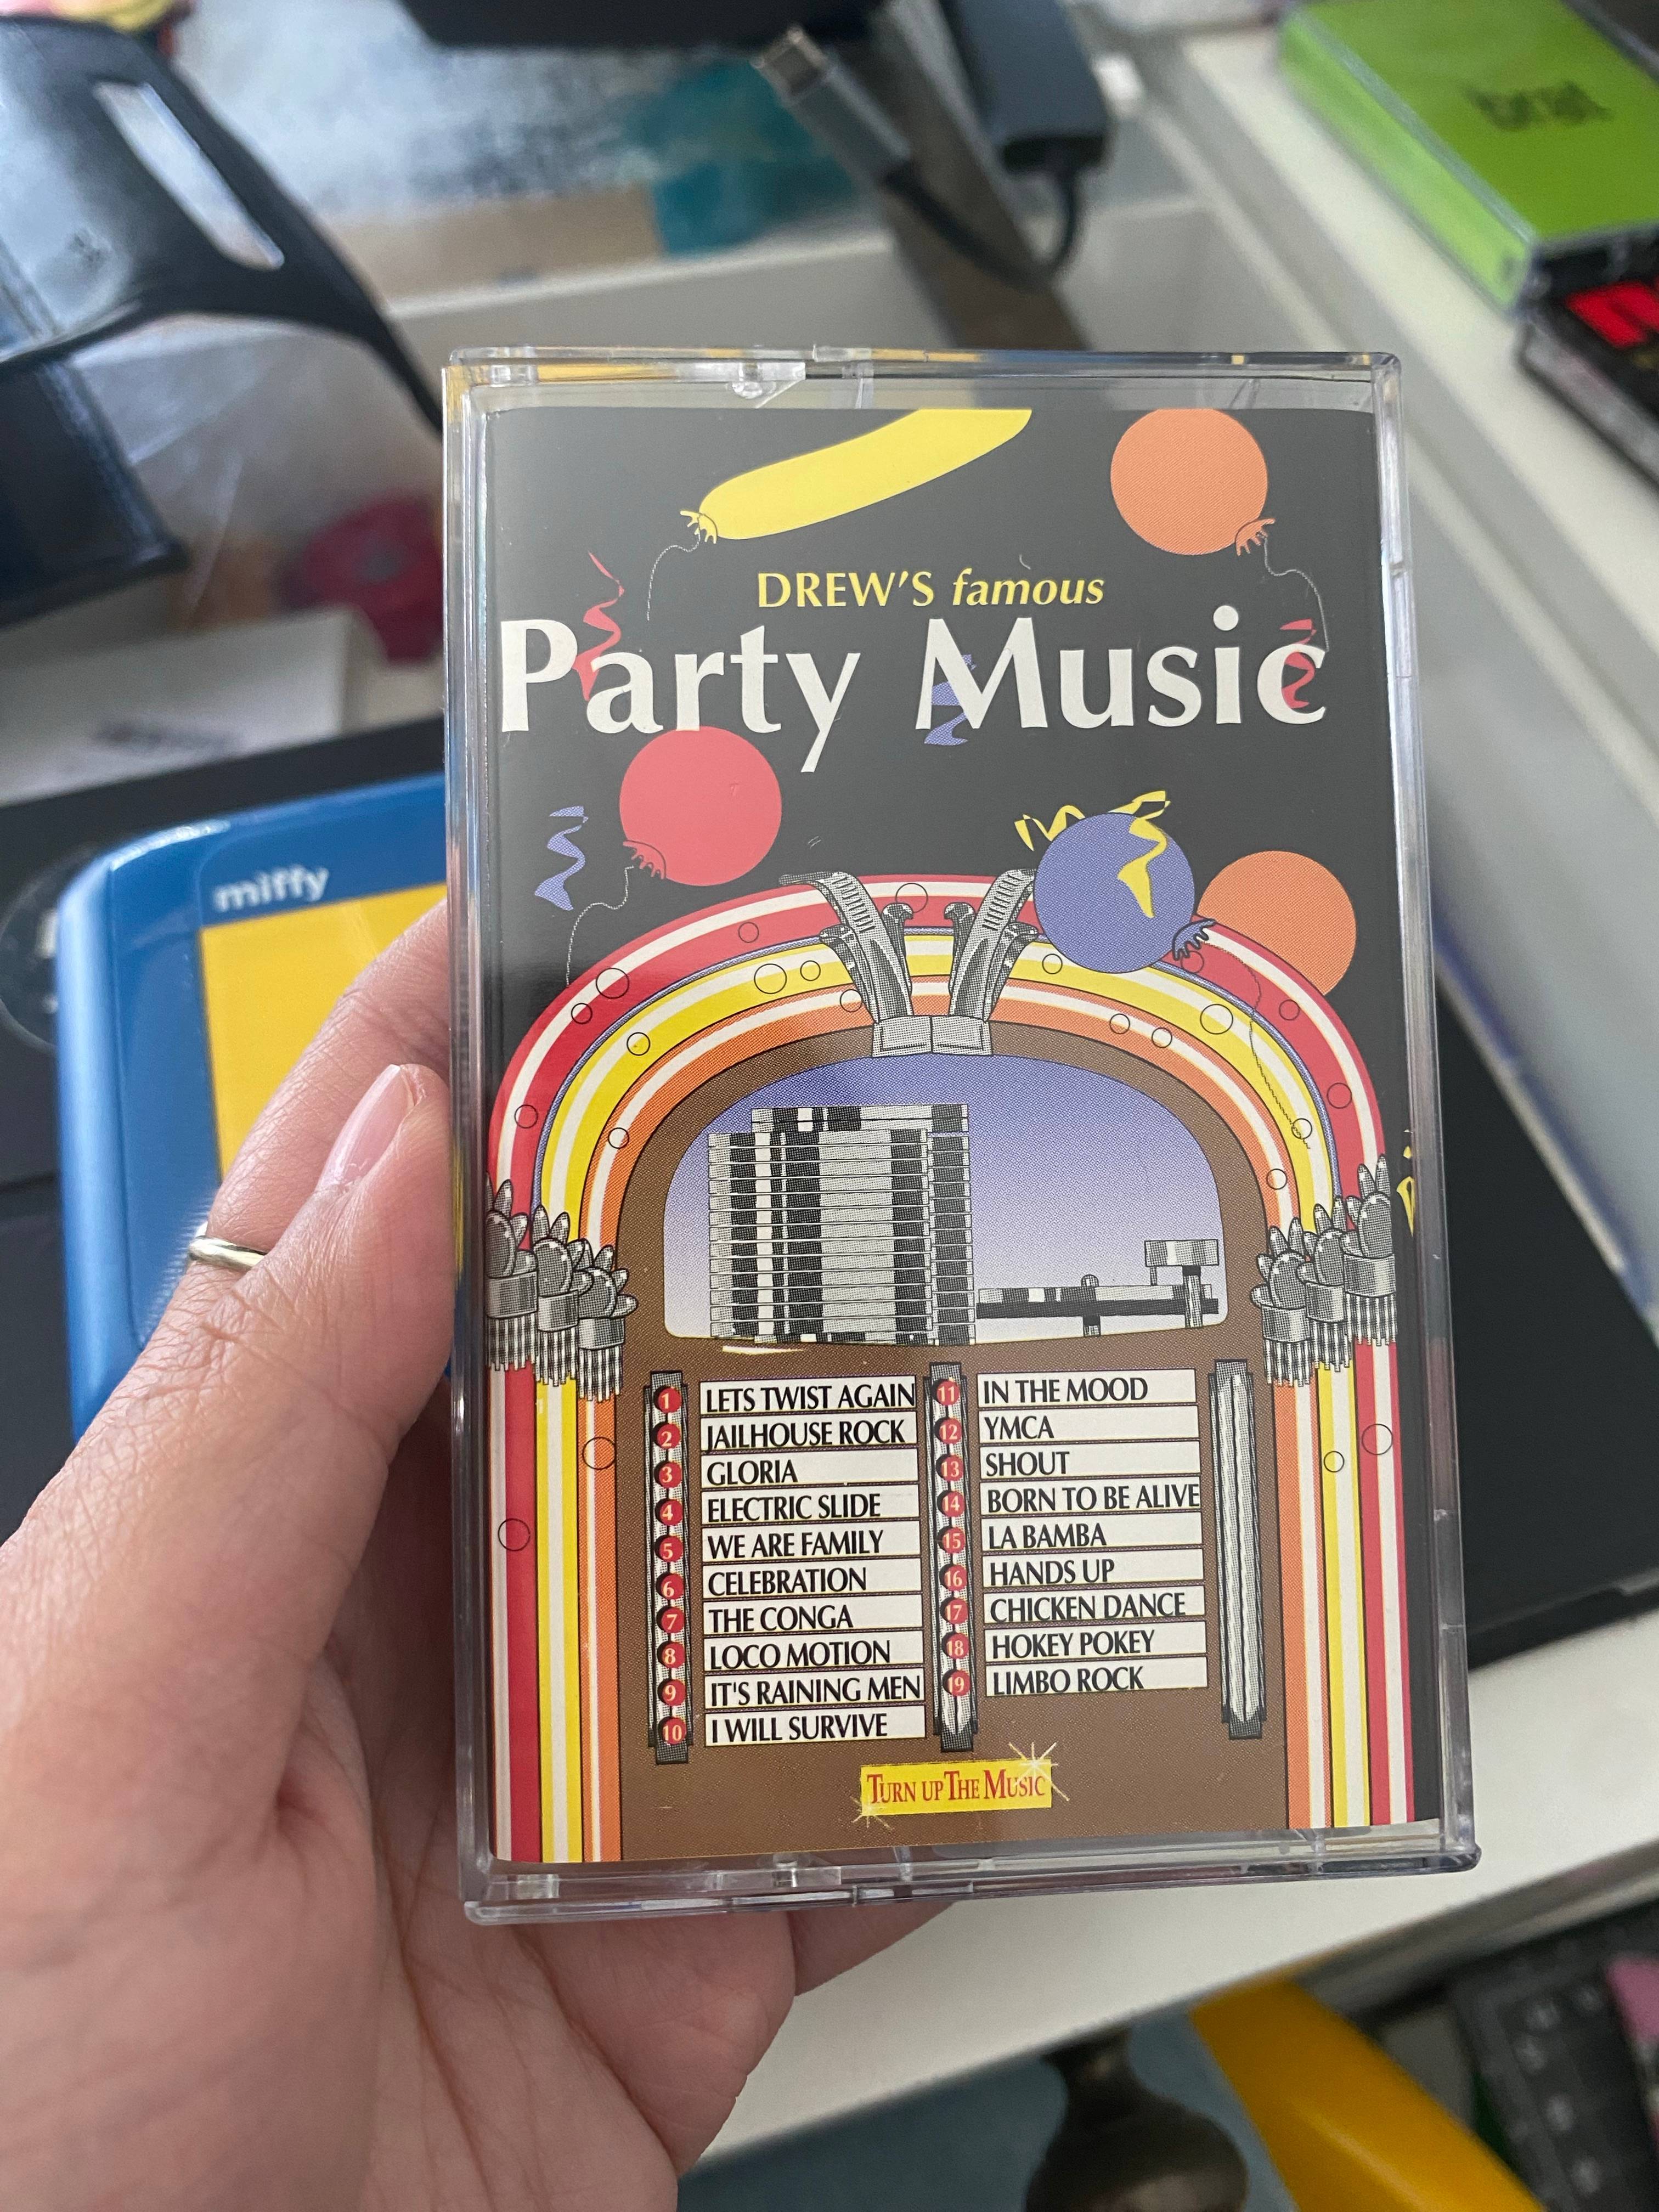 brat
DREW'S famous
Party Music
miffy
1 LETS TWIST AGAIN
2 JAILHOUSE ROCK
3 GLORIA
4 ELECTRIC SLIDE
5 WE ARE FAMILY
6 CELEBRATION
7 THE CONGA
8 LOCO MOTION
9 IT'S RAINING MEN
10 I WILL SURVIVE
11 IN THE MOOD
12 YMCA
13 SHOUT
14 BORN TO BE ALIVE
15 LA BAMBA
16 HANDS UP
17 CHICKEN DANCE
18 HOKEY POKEY
19 LIMBO ROCK
TURN UP THE MUSIC